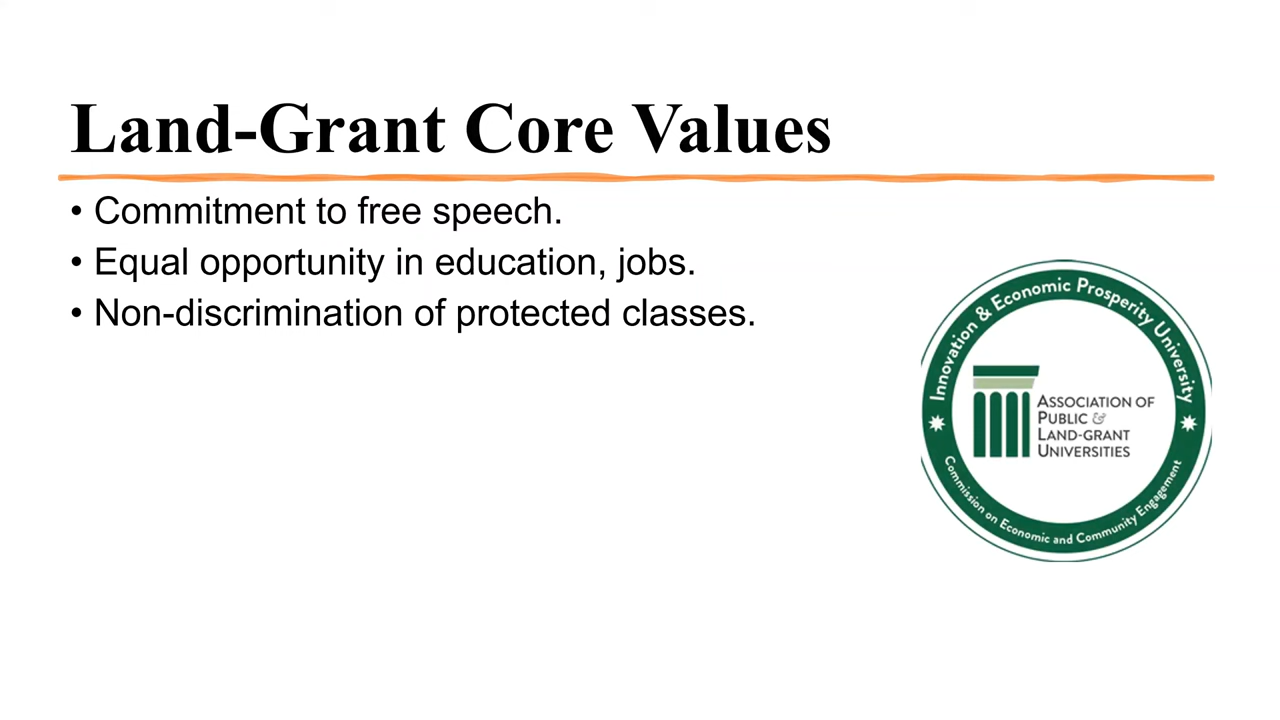 Land-Grant Core Values
• Commitment to free speech.
• Equal opportunity in education, jobs.
• Non-discrimination of protected classes.
Innovation & Economic Prosperity University
ASSOCIATION OF
PUBLIC &
LAND-GRANT
UNIVERSITIES
Commission on Economic and Community Engagement